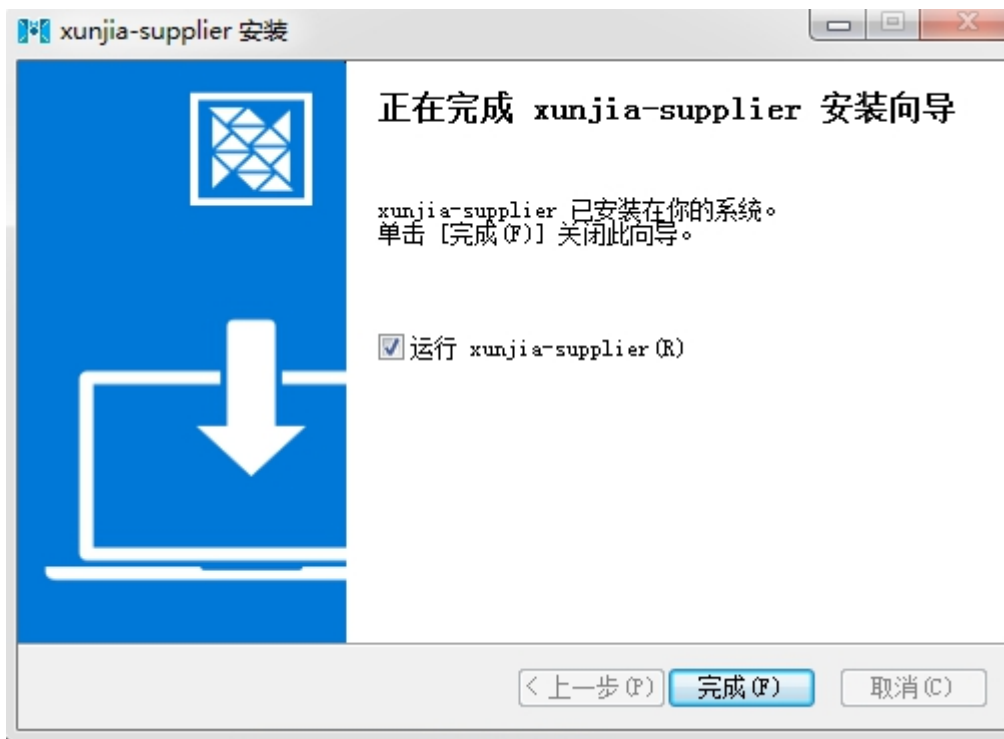 xunjia-supplier 安装
正在完成 xunjia-supplier 安装向导
xunjia-supplier 已安装在你的系统。
单击 [完成(F)] 关闭此向导。
运行 xunjia-supplier(R)
< 上一步(P) 完成(F) 取消(C)